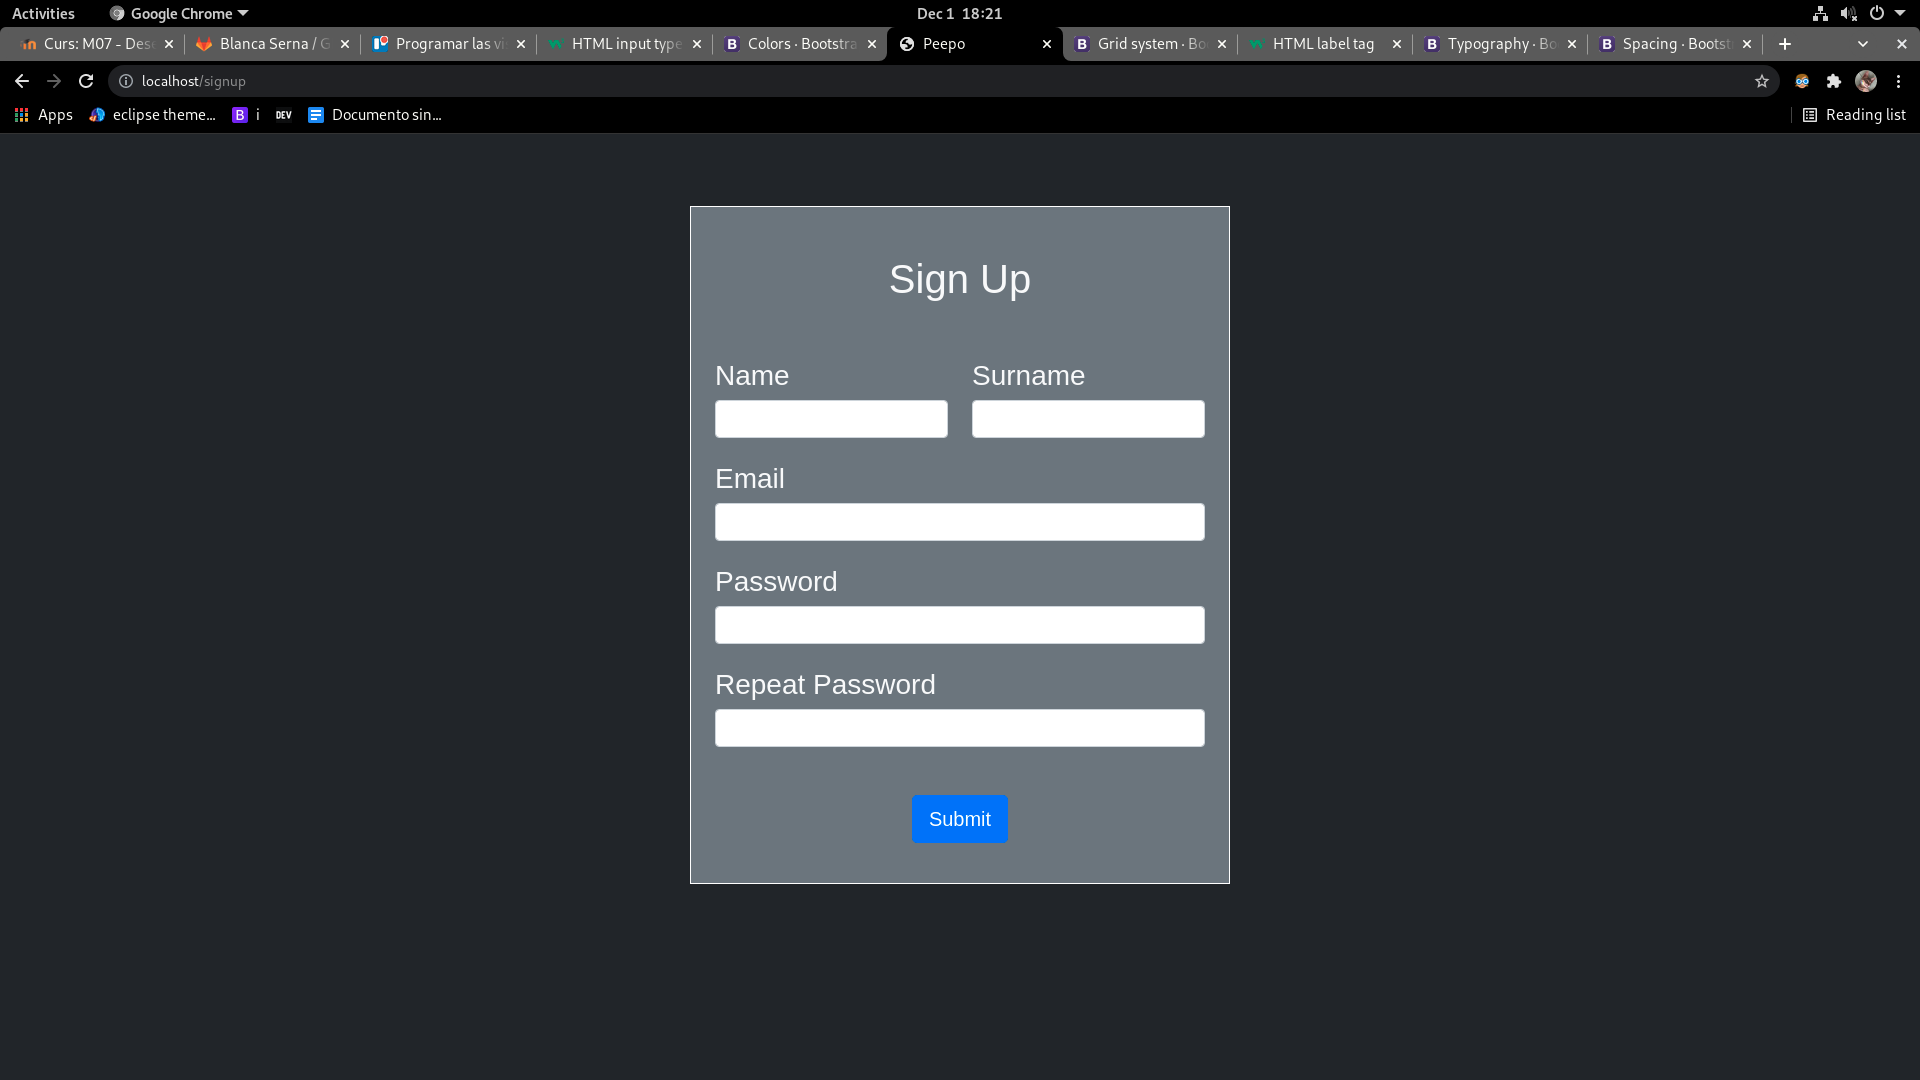 Activities Google Chrome Dec 1 18:21
Curs: M07 - Des Blanca Serna / G Programar las vi HTML input type Colors · Bootstra Peepo Grid system · Bo HTML label tag Typography · Bo Spacing · Bootst
localhost/signup
Apps eclipse theme... B i DEV Documento sin... Reading list
Sign Up
Name Surname
Email
Password
Repeat Password
Submit